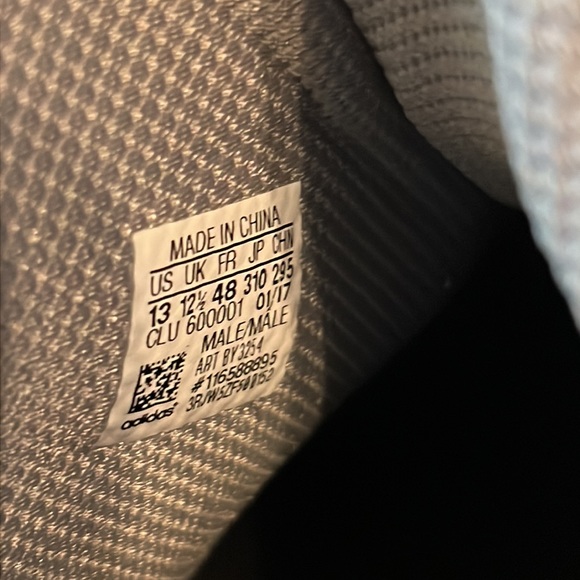 MADE IN CHINA
US UK FR JP CHN
13 12½ 48 310 295
CLU 600001 01/17
MALE/MALE
ART BY3254
#116588895
adidas